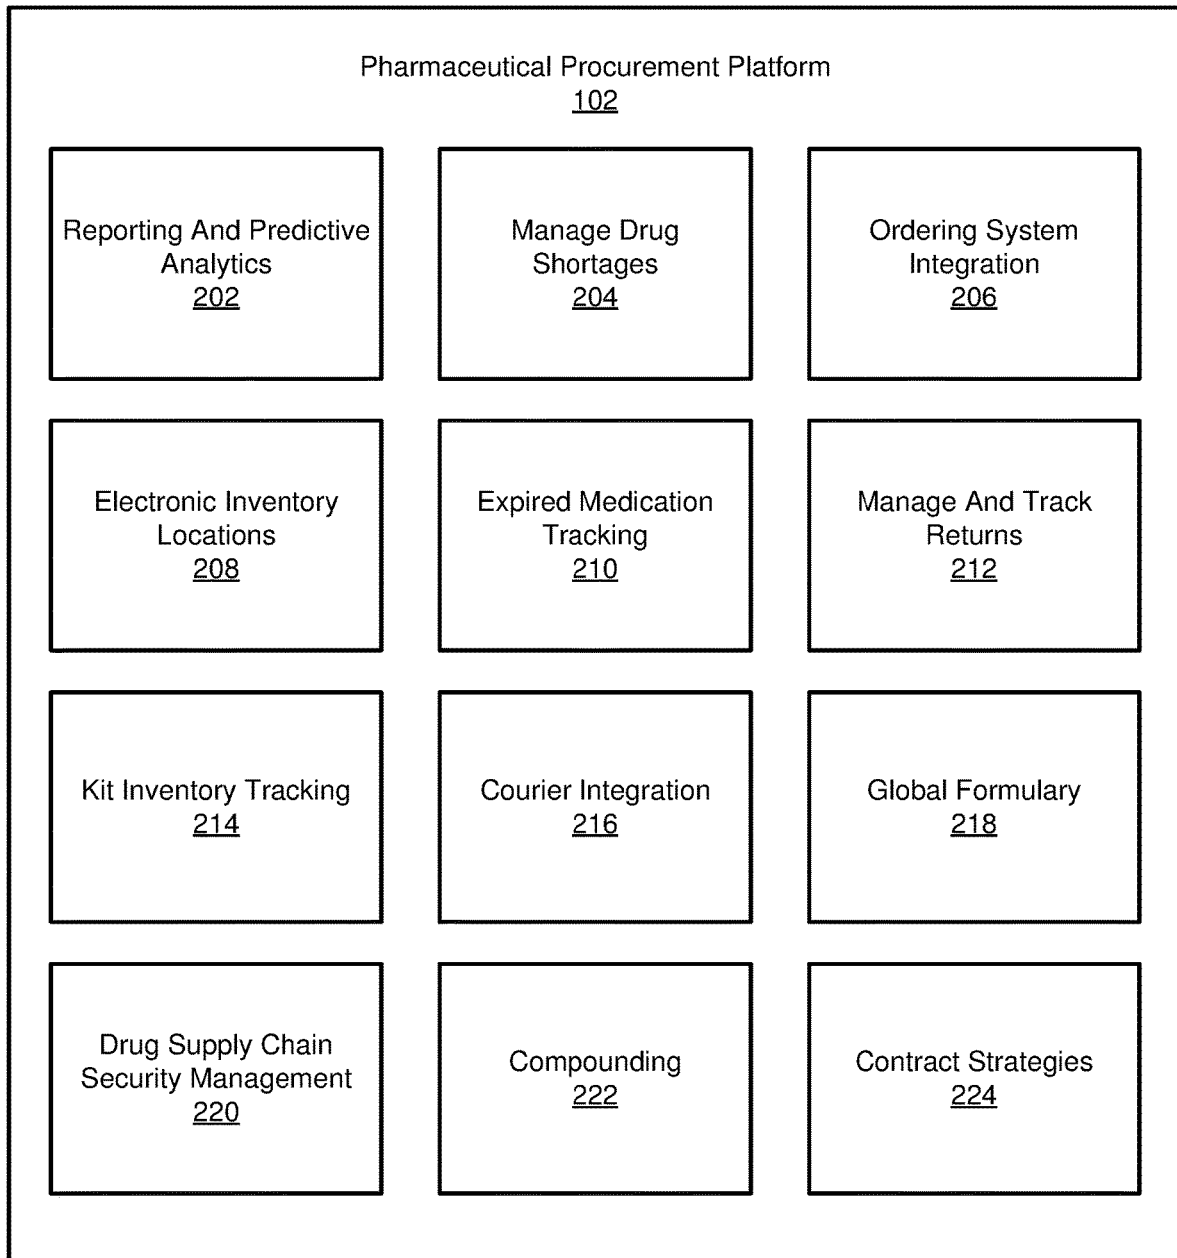 Pharmaceutical Procurement Platform
102
Reporting And Predictive
Analytics
202
Manage Drug
Shortages
204
Ordering System
Integration
206
Electronic Inventory
Locations
208
Expired Medication
Tracking
210
Manage And Track
Returns
212
Kit Inventory Tracking
214
Courier Integration
216
Global Formulary
218
Drug Supply Chain
Security Management
220
Compounding
222
Contract Strategies
224